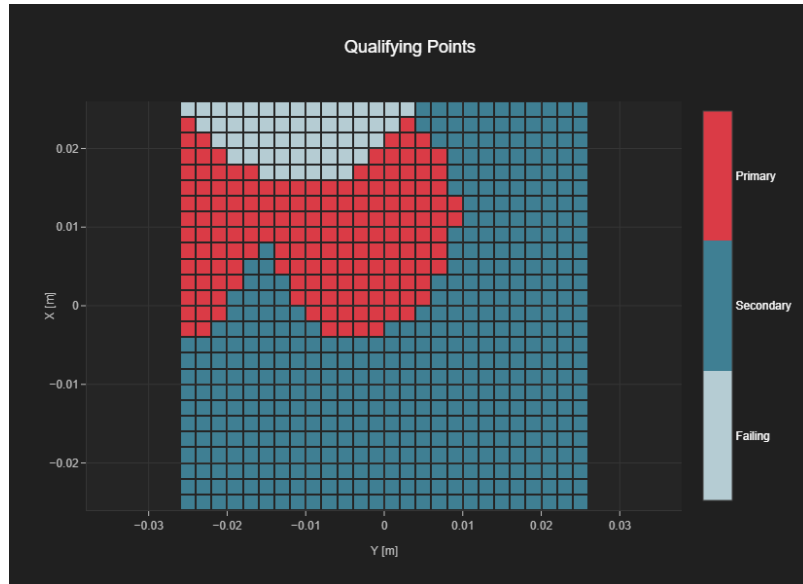 Qualifying Points
0.02
0.01
0
−0.01
−0.02
X [m]
−0.03
−0.02
−0.01
0
0.01
0.02
0.03
Y [m]
Primary
Secondary
Failing